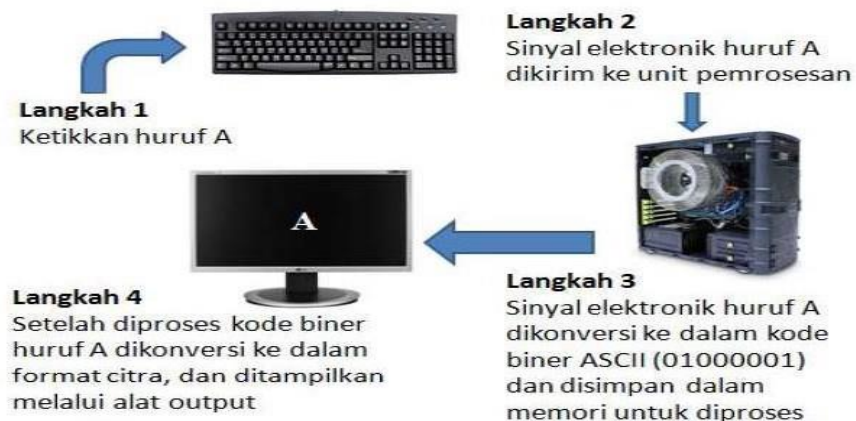 Langkah 1
Ketikkan huruf A
Langkah 2
Sinyal elektronik huruf A
dikirim ke unit pemrosesan
Langkah 3
Sinyal elektronik huruf A
dikonversi ke dalam kode
biner ASCII (01000001)
dan disimpan dalam
memori untuk diproses
A
Langkah 4
Setelah diproses kode biner
huruf A dikonversi ke dalam
format citra, dan ditampilkan
melalui alat output